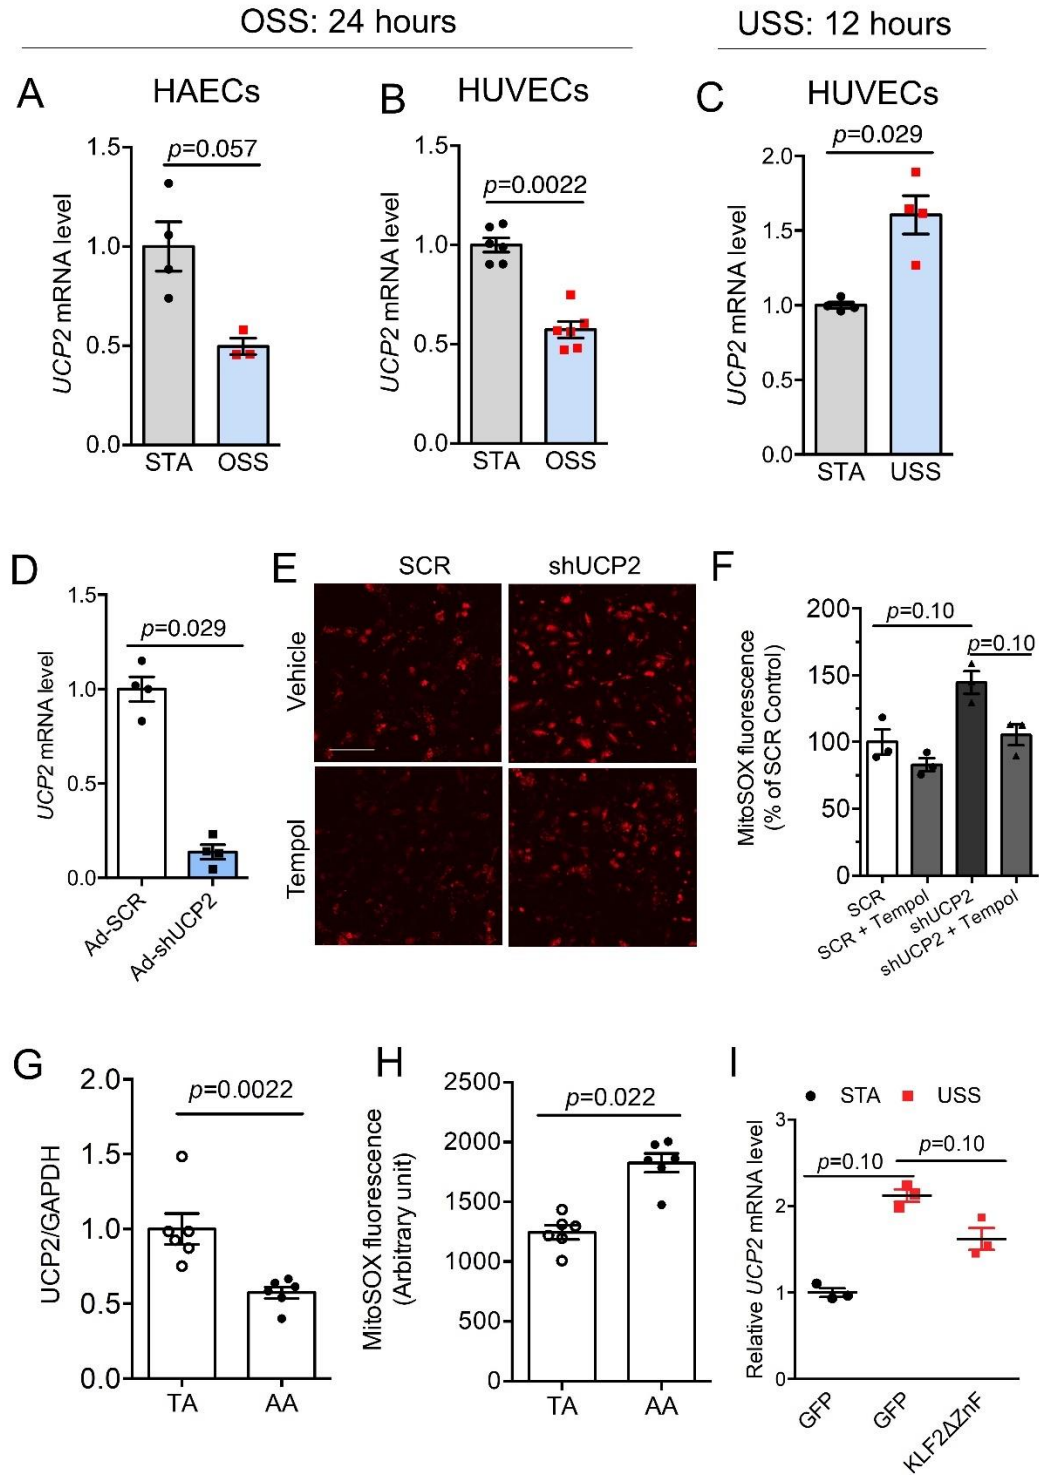 OSS: 24 hours
USS: 12 hours
A
HAECs
p=0.057
UCP2 mRNA level
1.5
1.0
0.5
0.0
STA OSS
B
HUVECs
p=0.0022
UCP2 mRNA level
1.5
1.0
0.5
0.0
STA OSS
C
HUVECs
p=0.029
UCP2 mRNA level
2.0
1.5
1.0
0.5
0.0
STA USS
D
p=0.029
UCP2 mRNA level
1.5
1.0
0.5
0.0
Ad-SCR
Ad-shUCP2
E
SCR shUCP2
Vehicle
Tempol
F
p=0.10
p=0.10
MitoSOX fluorescence
(% of SCR Control)
200
150
100
50
0
SCR
SCR + Tempol
shUCP2
shUCP2 + Tempol
G
p=0.0022
UCP2/GAPDH
2.0
1.5
1.0
0.5
0.0
TA AA
H
p=0.022
MitoSOX fluorescence
(Arbitrary unit)
2500
2000
1500
1000
500
0
TA AA
I
STA USS
p=0.10
p=0.10
Relative UCP2 mRNA level
3
2
1
0
GFP
GFP
KLF2ΔZnF